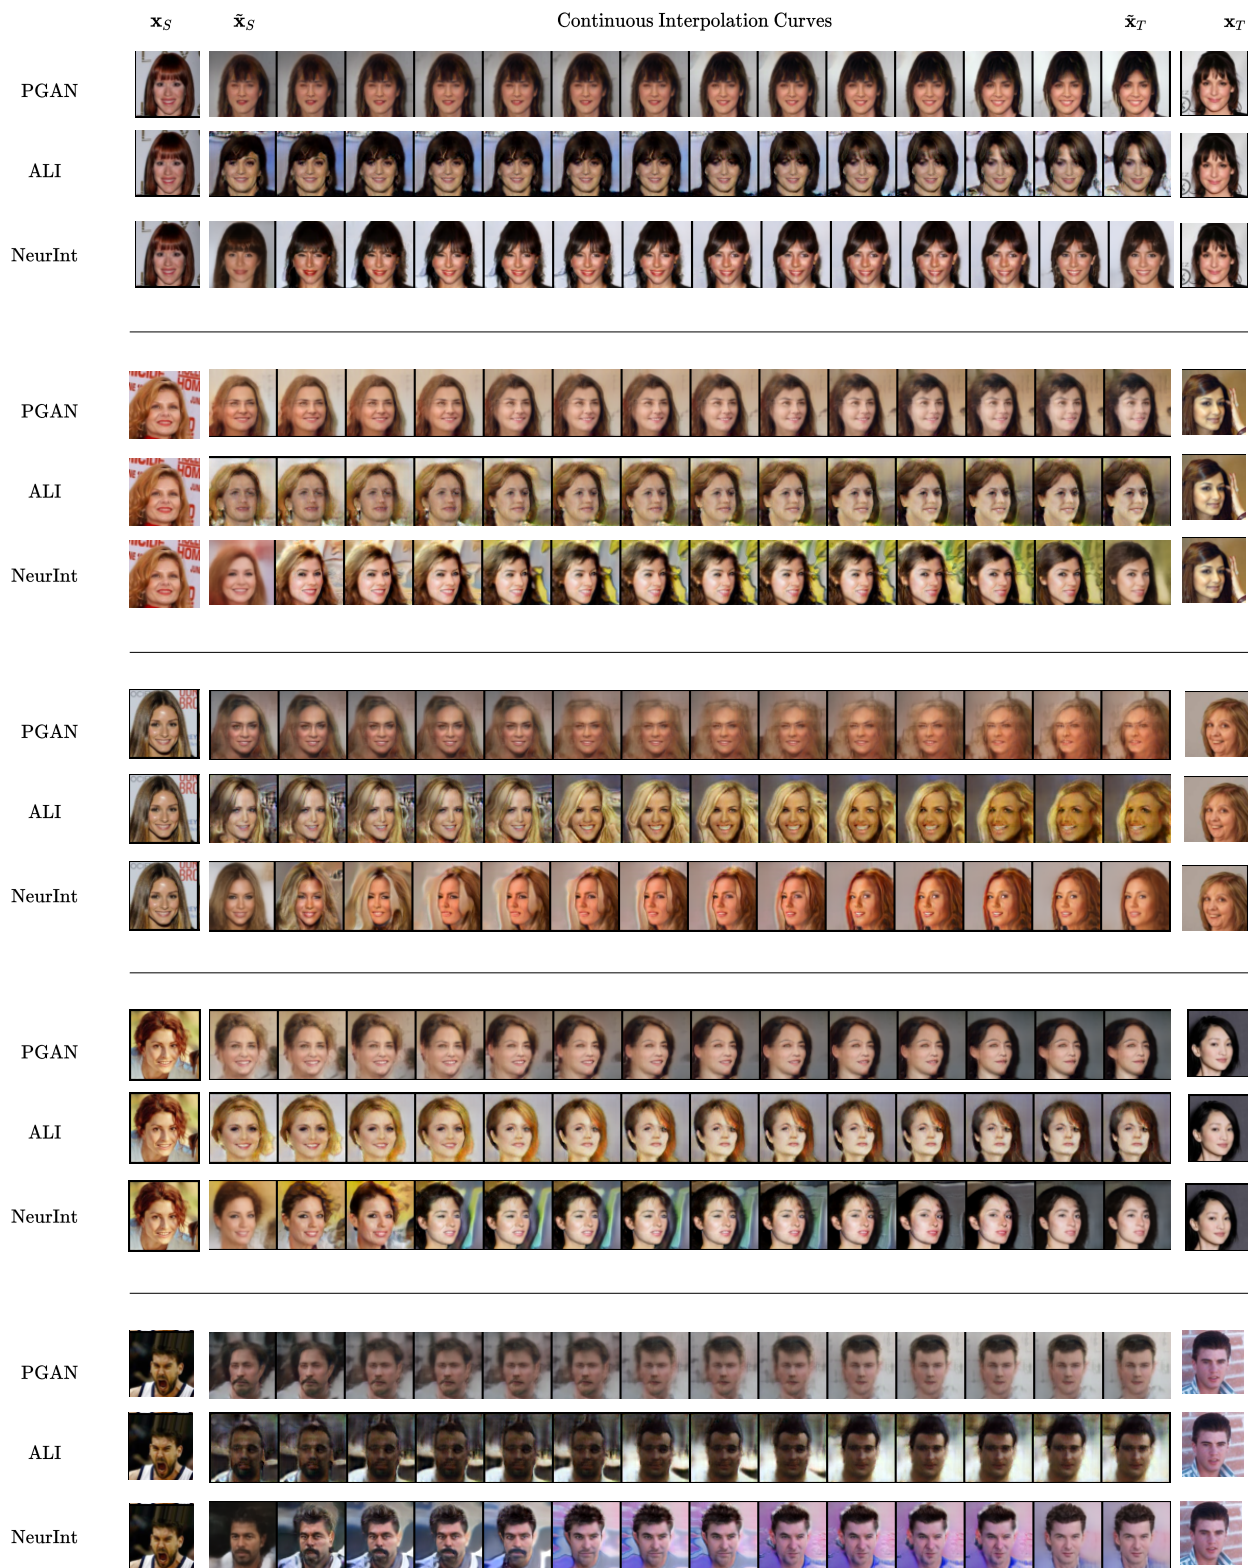 x_S x̃_S Continuous Interpolation Curves x̃_T x_T
PGAN
ALI
NeurInt
PGAN
ALI
NeurInt
PGAN
ALI
NeurInt
PGAN
ALI
NeurInt
PGAN
ALI
NeurInt